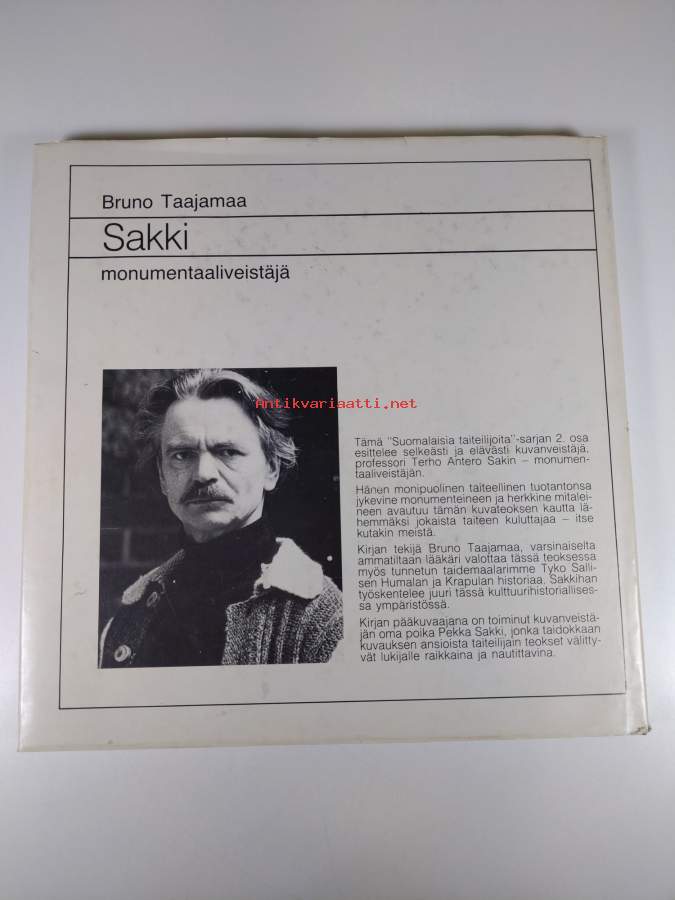 Bruno Taajamaa
Sakki
monumentaaliveistäjä
Antikvariaatti.net
Tämä "Suomalaisia taiteilijoita"-sarjan 2. osa
esittelee selkeästi ja elävästi kuvanveistäjä,
professori Terho Antero Sakin – monumen-
taaliveistäjän.
Hänen monipuolinen taiteellinen tuotantonsa
jykevine monumenteineen ja herkkine mitalei-
neen avautuu tämän kuvateoksen kautta lä-
hemmäksi jokaista taiteen kuluttajaa – itse
kutakin meistä.
Kirjan tekijä Bruno Taajamaa, varsinaiselta
ammatiltaan lääkäri valottaa tässä teoksessa
myös tunnetun taidemaalarimme Tyko Salli-
sen Humalan ja Krapulan historiaa. Sakkihan
työskentelee juuri tässä kulttuurihistoriallises-
sa ympäristössä.
Kirjan pääkuvaajana on toiminut kuvanveistä-
jän oma poika Pekka Sakki, jonka taidokkaan
kuvauksen ansioista taiteilijain teokset välitty-
vät lukijalle raikkaina ja nautittavina.